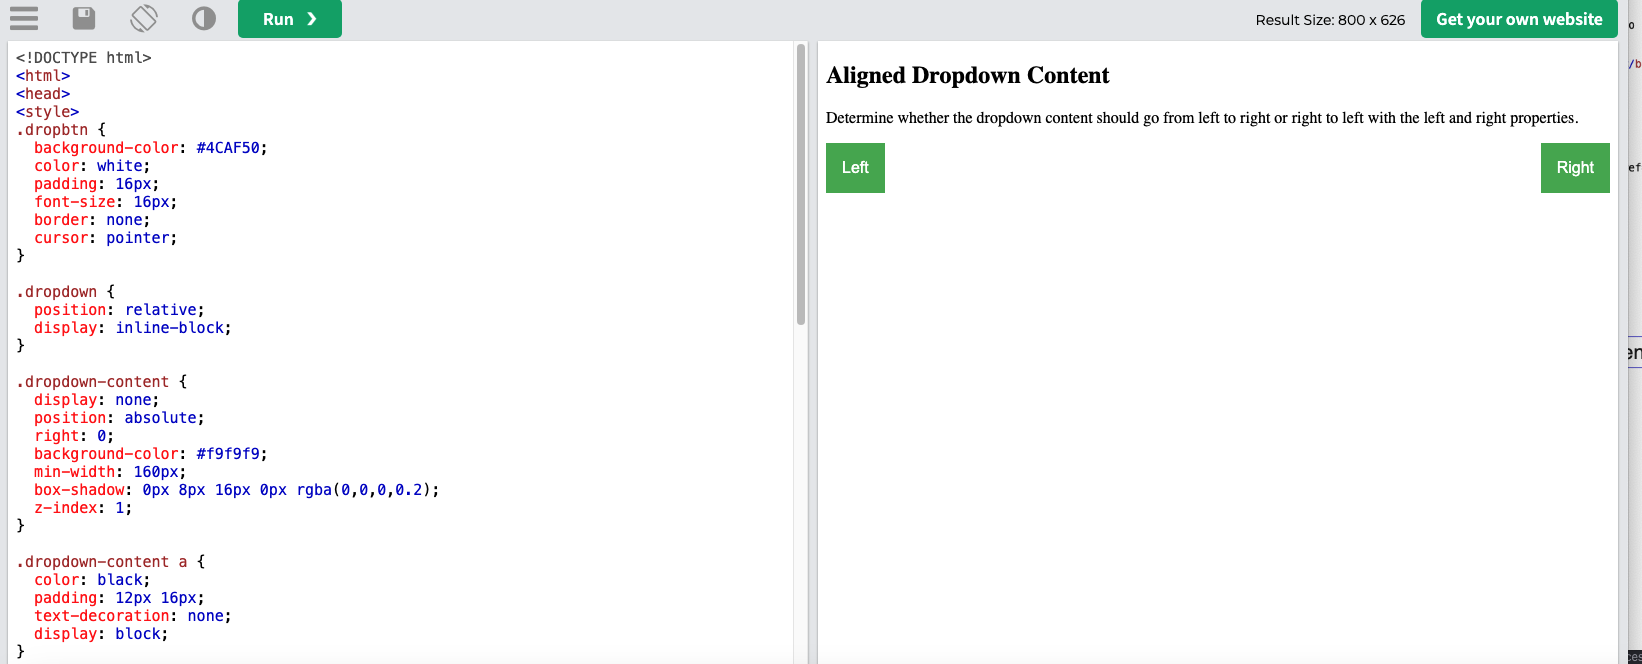 Run ❯
Result Size: 800 x 626
Get your own website
<!DOCTYPE html>
<html>
<head>
<style>
.dropbtn {
  background-color: #4CAF50;
  color: white;
  padding: 16px;
  font-size: 16px;
  border: none;
  cursor: pointer;
}

.dropdown {
  position: relative;
  display: inline-block;
}

.dropdown-content {
  display: none;
  position: absolute;
  right: 0;
  background-color: #f9f9f9;
  min-width: 160px;
  box-shadow: 0px 8px 16px 0px rgba(0,0,0,0.2);
  z-index: 1;
}

.dropdown-content a {
  color: black;
  padding: 12px 16px;
  text-decoration: none;
  display: block;
}
Aligned Dropdown Content
Determine whether the dropdown content should go from left to right or right to left with the left and right properties.
Left
Right